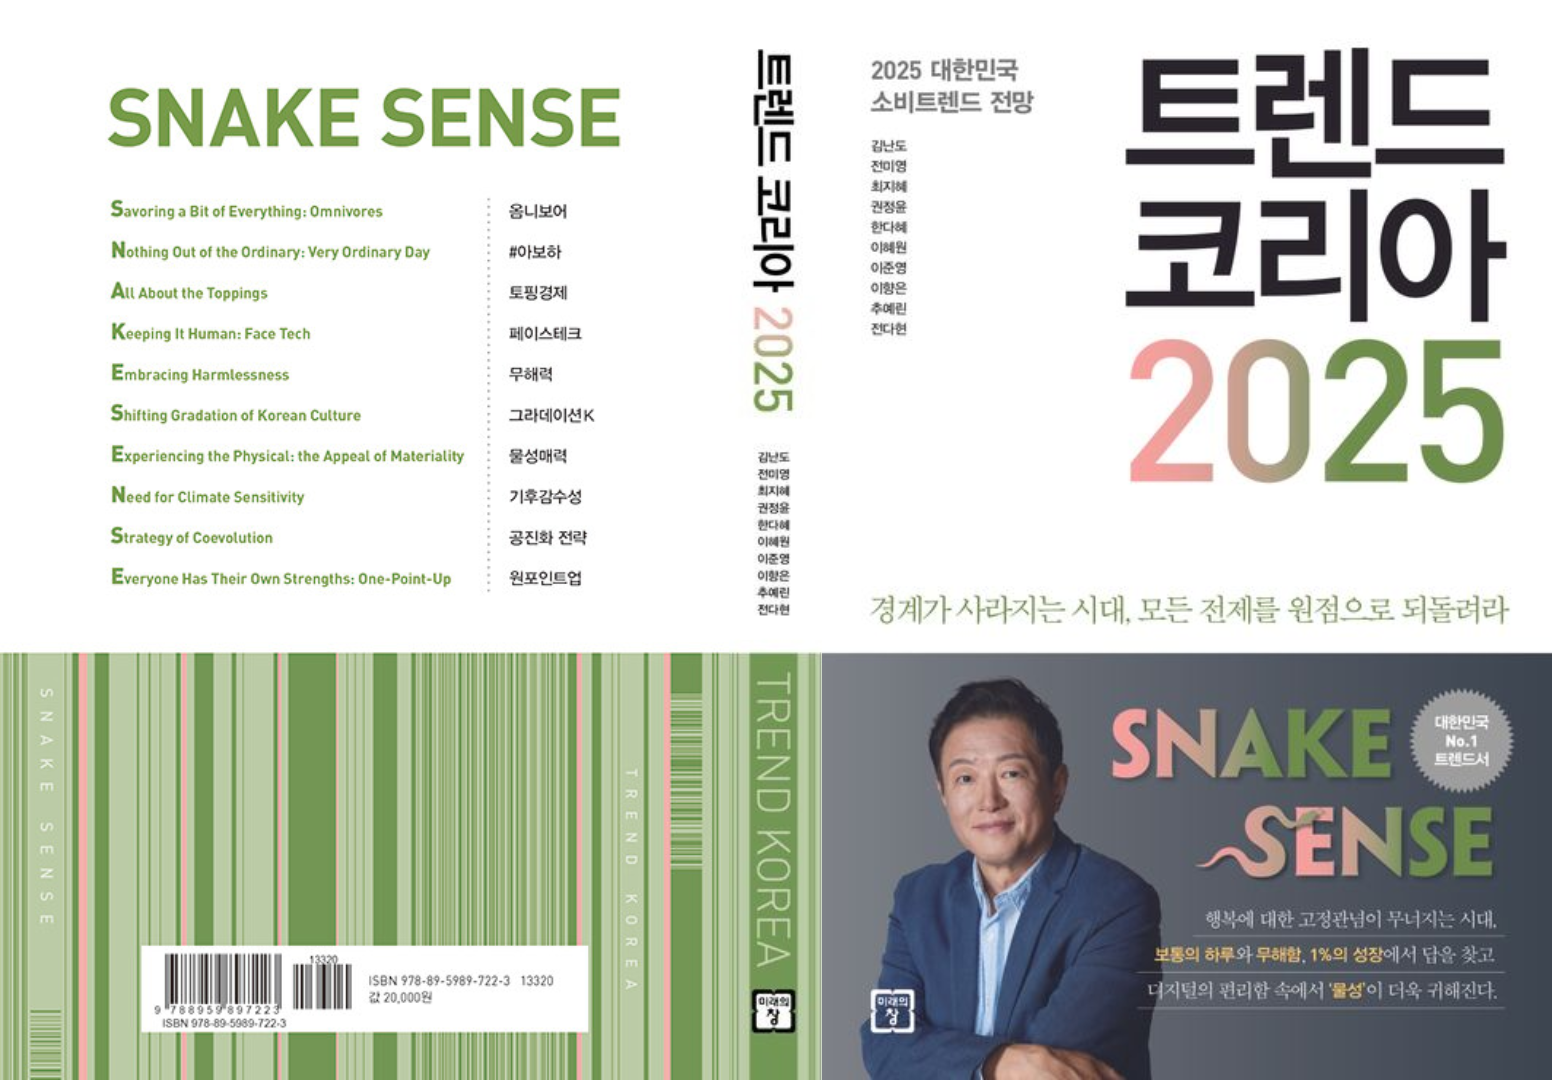 SNAKE SENSE
Savoring a Bit of Everything: Omnivores
옴니보어
Nothing Out of the Ordinary: Very Ordinary Day
#아보하
All About the Toppings
토핑경제
Keeping It Human: Face Tech
페이스테크
Embracing Harmlessness
무해력
Shifting Gradation of Korean Culture
그라데이션K
Experiencing the Physical: the Appeal of Materiality
물성매력
Need for Climate Sensitivity
기후감수성
Strategy of Coevolution
공진화 전략
Everyone Has Their Own Strengths: One-Point-Up
원포인트업
SNAKE SENSE
TREND KOREA
13320
9 788959 897223
ISBN 978-89-5989-722-3
ISBN 978-89-5989-722-3 13320
값 20,000원
트렌드 코리아 2025
김난도
전미영
최지혜
권정윤
한다혜
이혜원
이준영
이향은
추예린
전다현
TREND KOREA
미래의
창
2025 대한민국
소비트렌드 전망
김난도
전미영
최지혜
권정윤
한다혜
이혜원
이준영
이향은
추예린
전다현
트렌드
코리아
2025
경계가 사라지는 시대, 모든 전제를 원점으로 되돌려라
SNAKE
SENSE
대한민국
No.1
트렌드서
행복에 대한 고정관념이 무너지는 시대,
보통의 하루와 무해함, 1%의 성장에서 답을 찾고
디지털의 편리함 속에서 '물성'이 더욱 귀해진다.
미래의
창